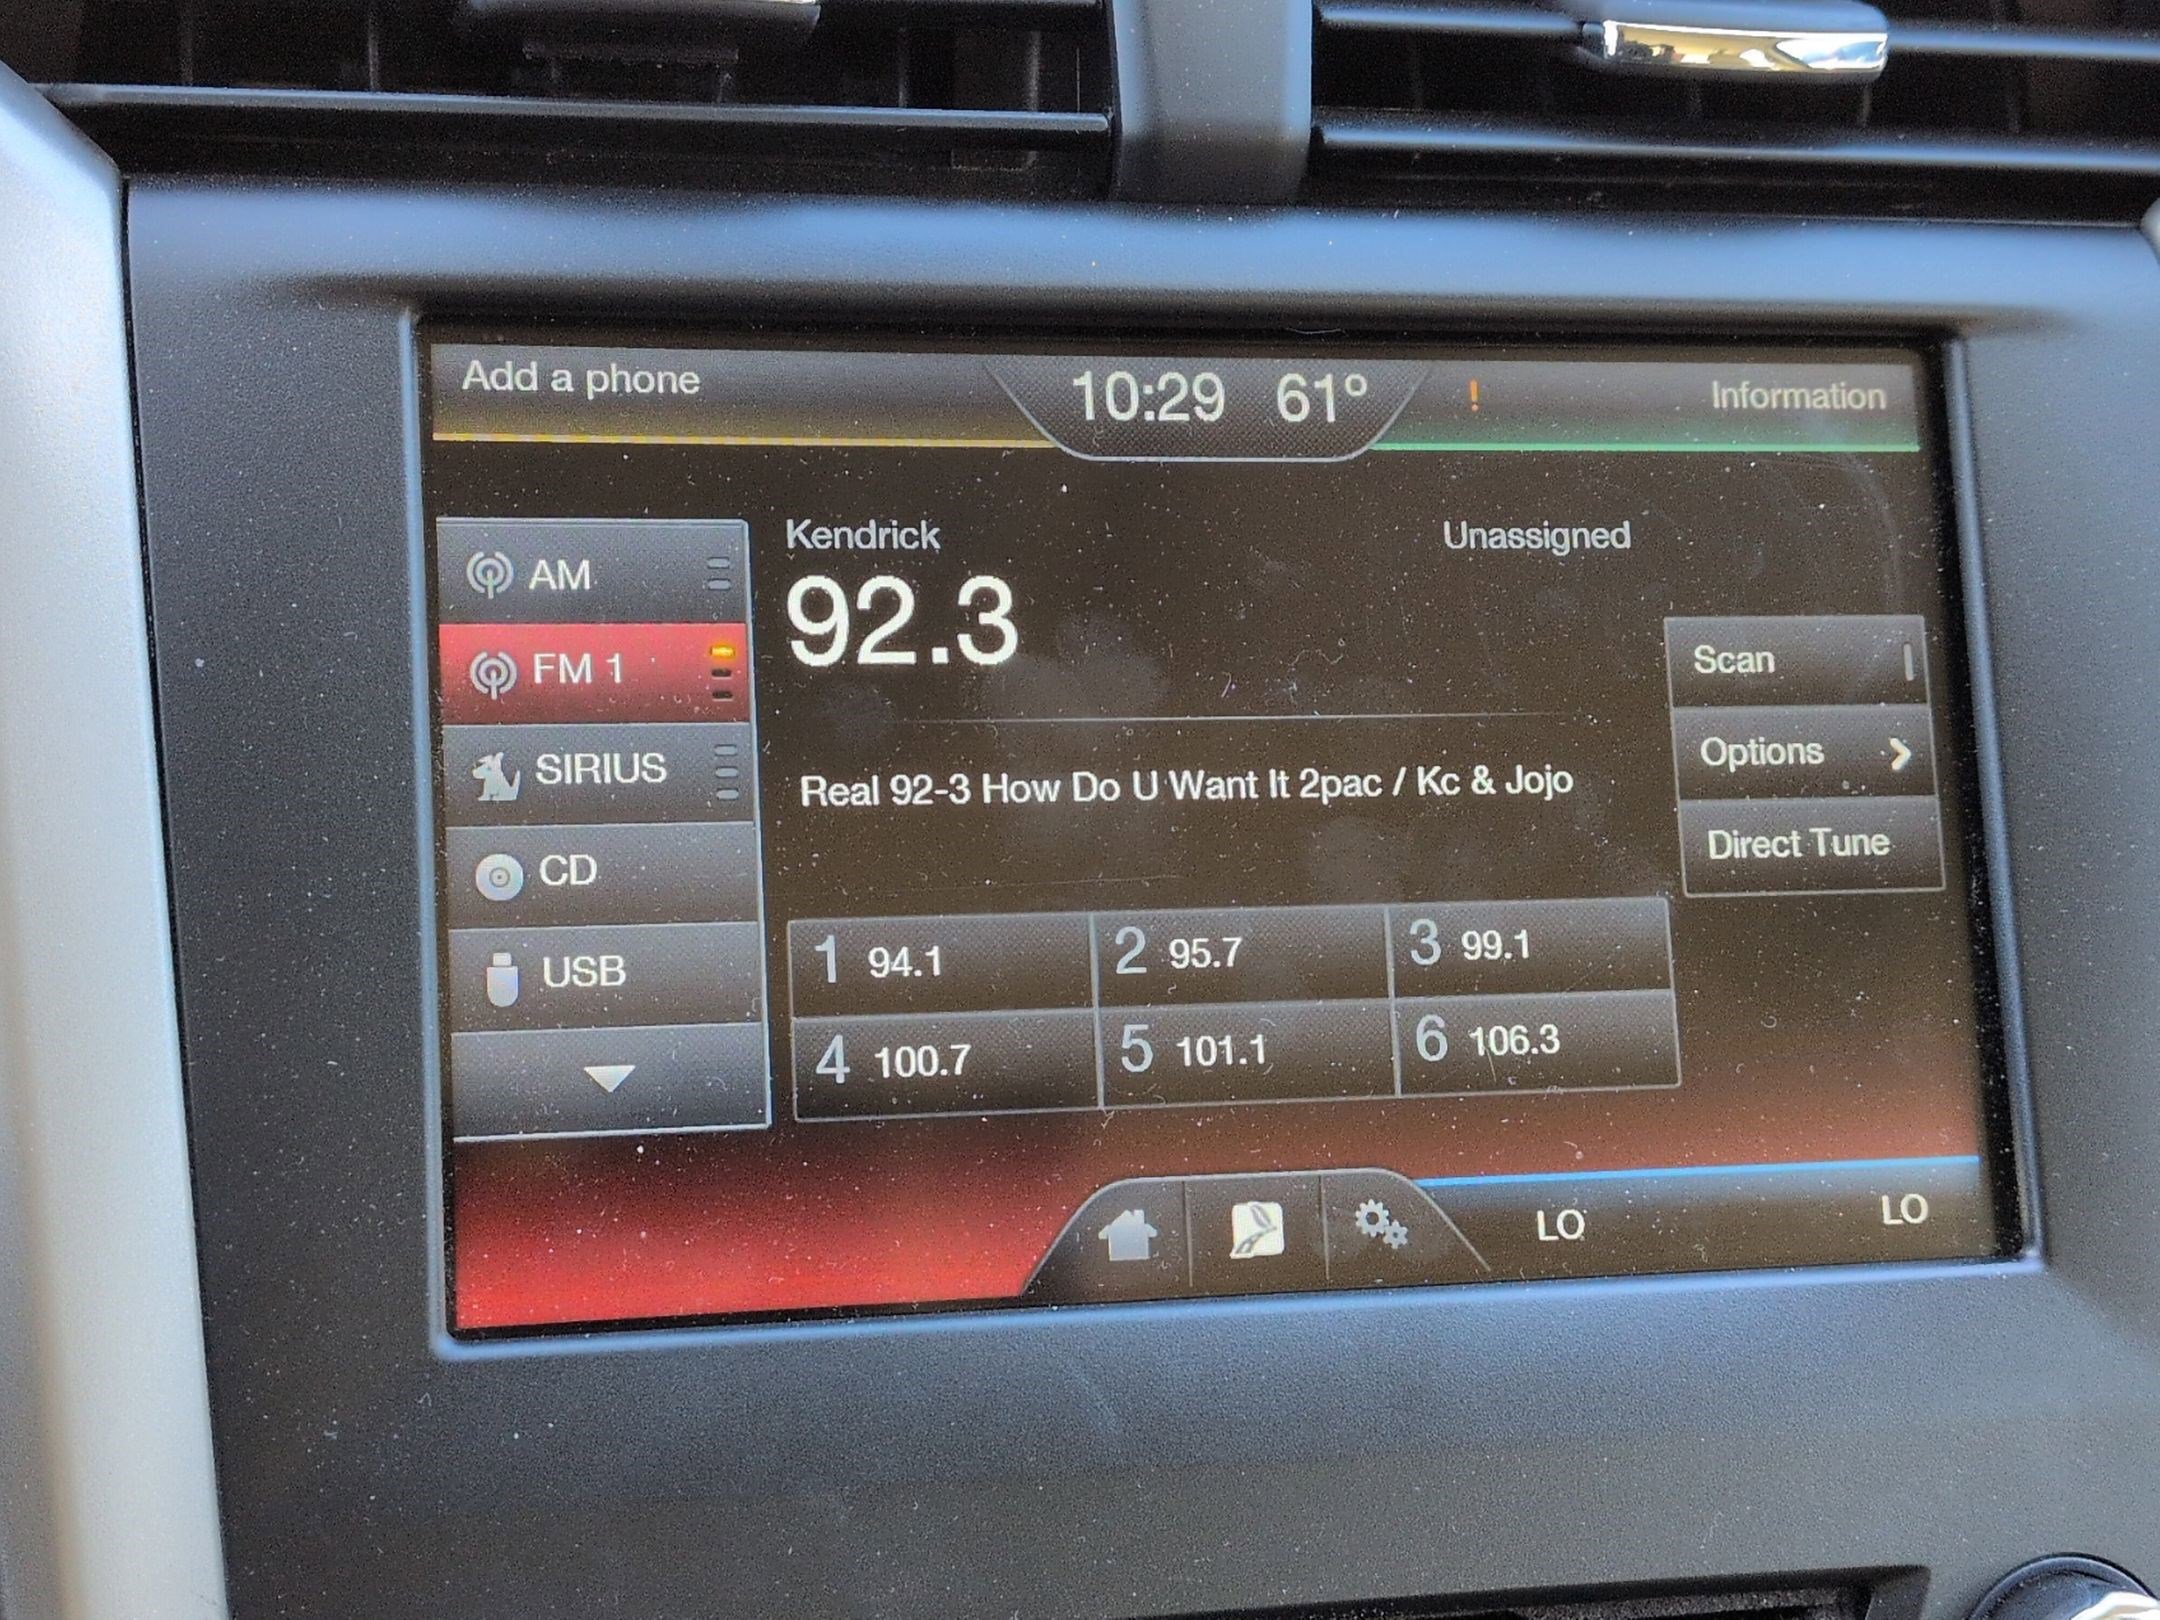 Add a phone
10:29 61°
! Information
AM
FM 1
SIRIUS
CD
USB
Kendrick
Unassigned
92.3
Real 92-3 How Do U Want It 2pac / Kc & Jojo
Scan
Options
Direct Tune
1 94.1
2 95.7
3 99.1
4 100.7
5 101.1
6 106.3
LO
LO